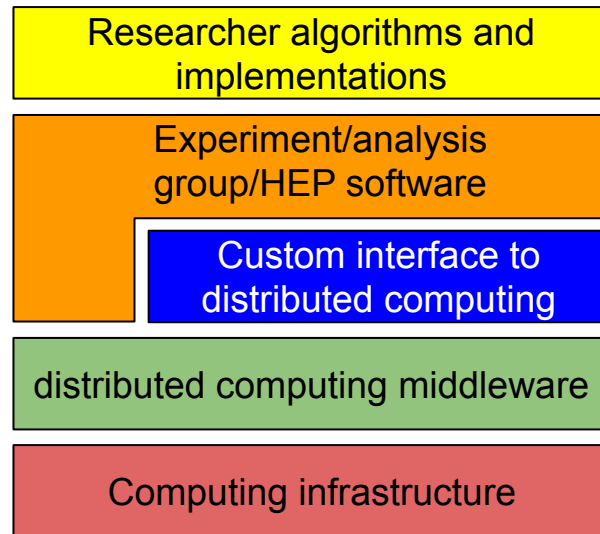 Researcher algorithms and
implementations
Experiment/analysis
group/HEP software
Custom interface to
distributed computing
distributed computing middleware
Computing infrastructure